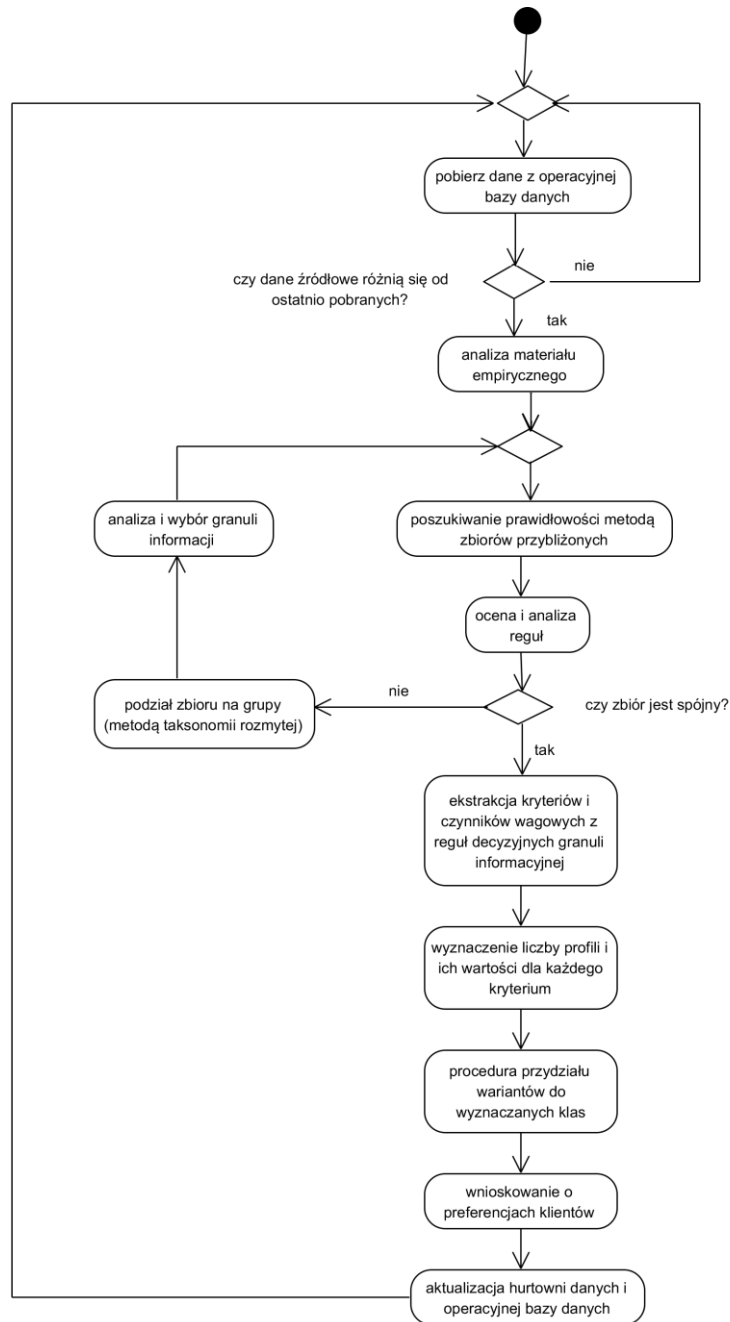 pobierz dane z operacyjnej
bazy danych
czy dane źródłowe różnią się od
ostatnio pobranych?
nie
tak
analiza materiału
empirycznego
analiza i wybór granuli
informacji
poszukiwanie prawidłowości metodą
zbiorów przybliżonych
ocena i analiza
reguł
podział zbioru na grupy
(metodą taksonomii rozmytej)
nie
czy zbiór jest spójny?
tak
ekstrakcja kryteriów i
czynników wagowych z
reguł decyzyjnych granuli
informacyjnej
wyznaczenie liczby profili i
ich wartości dla każdego
kryterium
procedura przydziału
wariantów do
wyznaczanych klas
wnioskowanie o
preferencjach klientów
aktualizacja hurtowni danych i
operacyjnej bazy danych